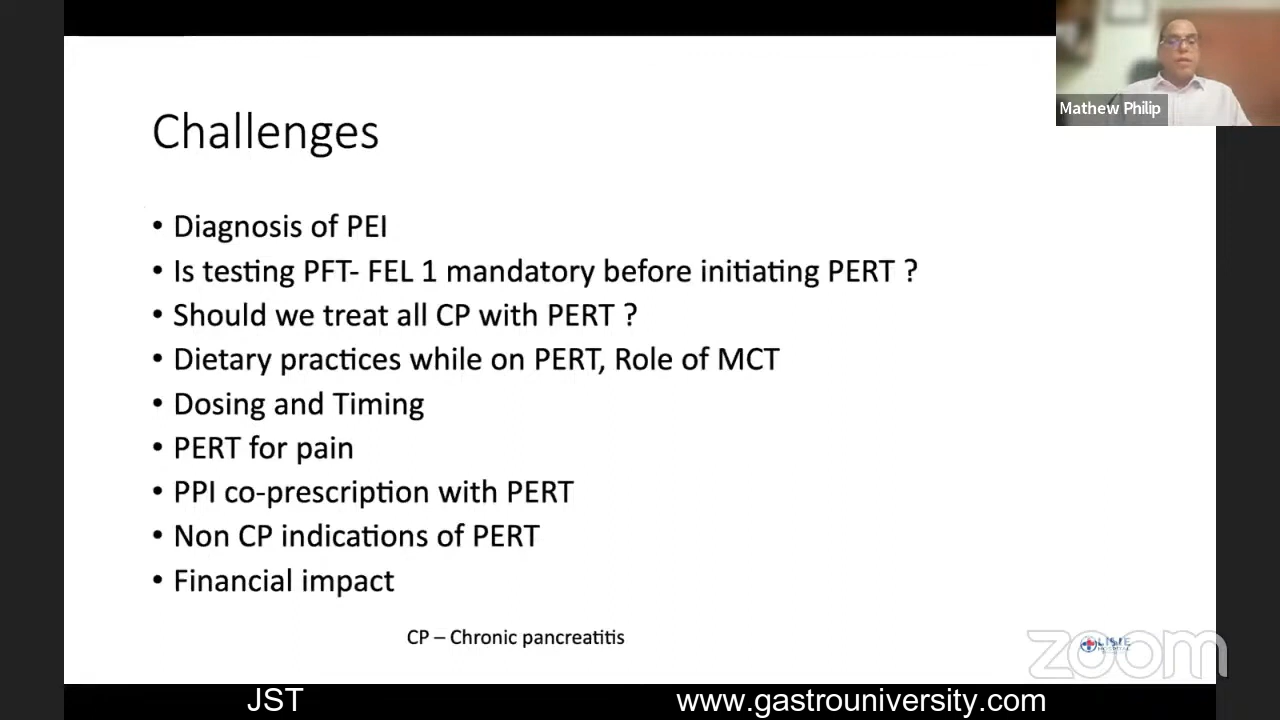 Mathew Philip
Challenges
• Diagnosis of PEI
• Is testing PFT- FEL 1 mandatory before initiating PERT ?
• Should we treat all CP with PERT ?
• Dietary practices while on PERT, Role of MCT
• Dosing and Timing
• PERT for pain
• PPI co-prescription with PERT
• Non CP indications of PERT
• Financial impact
CP – Chronic pancreatitis
zoom
LISIE
JST
www.gastrouniversity.com